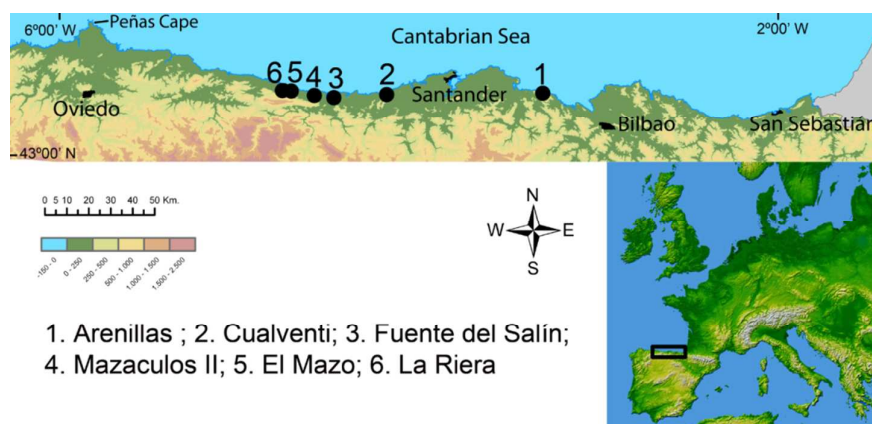 6º00' W
Peñas Cape
2º00' W
Cantabrian Sea
6 5 4 3 2 1
Oviedo
Santander
Bilbao
San Sebastián
43º00' N
0 5 10 20 30 40 50 Km.
-150 - 0
0 - 250
250 - 500
500 - 1.000
1.000 - 1.500
1.500 - 2.500
N
W E
S
1. Arenillas ; 2. Cualventi; 3. Fuente del Salín;
4. Mazaculos II; 5. El Mazo; 6. La Riera